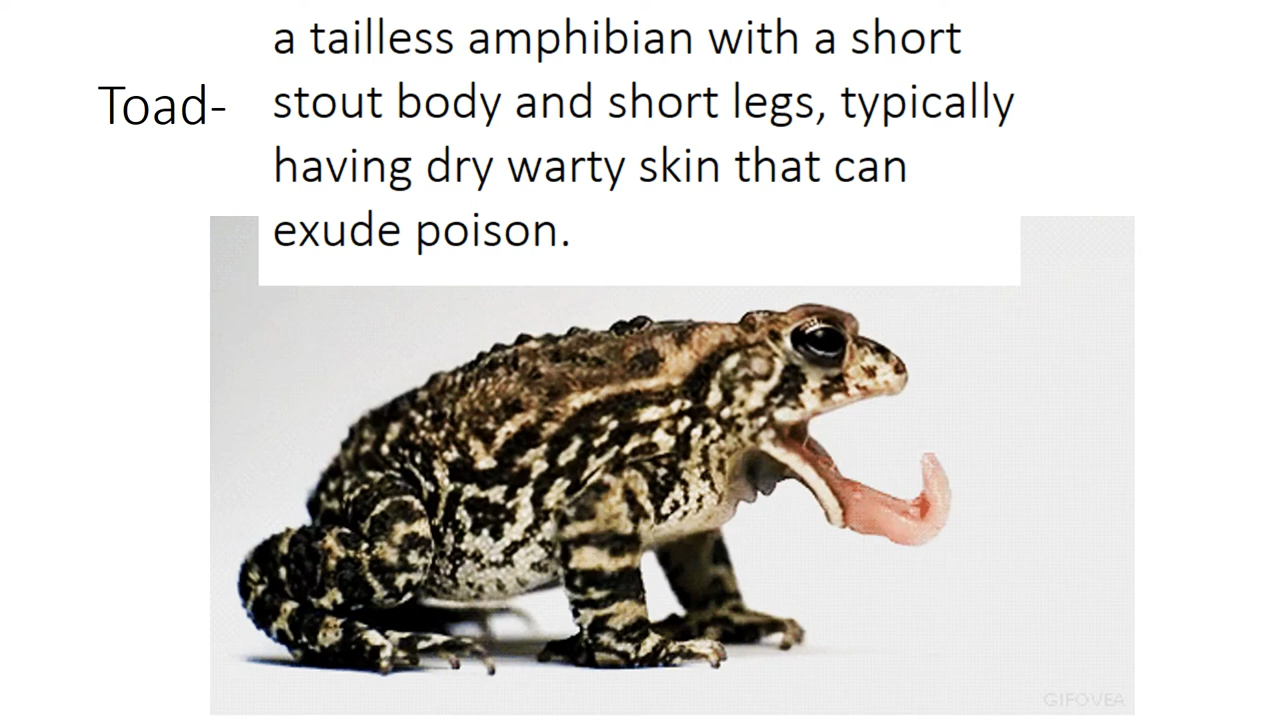 Toad-
a tailless amphibian with a short
stout body and short legs, typically
having dry warty skin that can
exude poison.
GIFOVEA